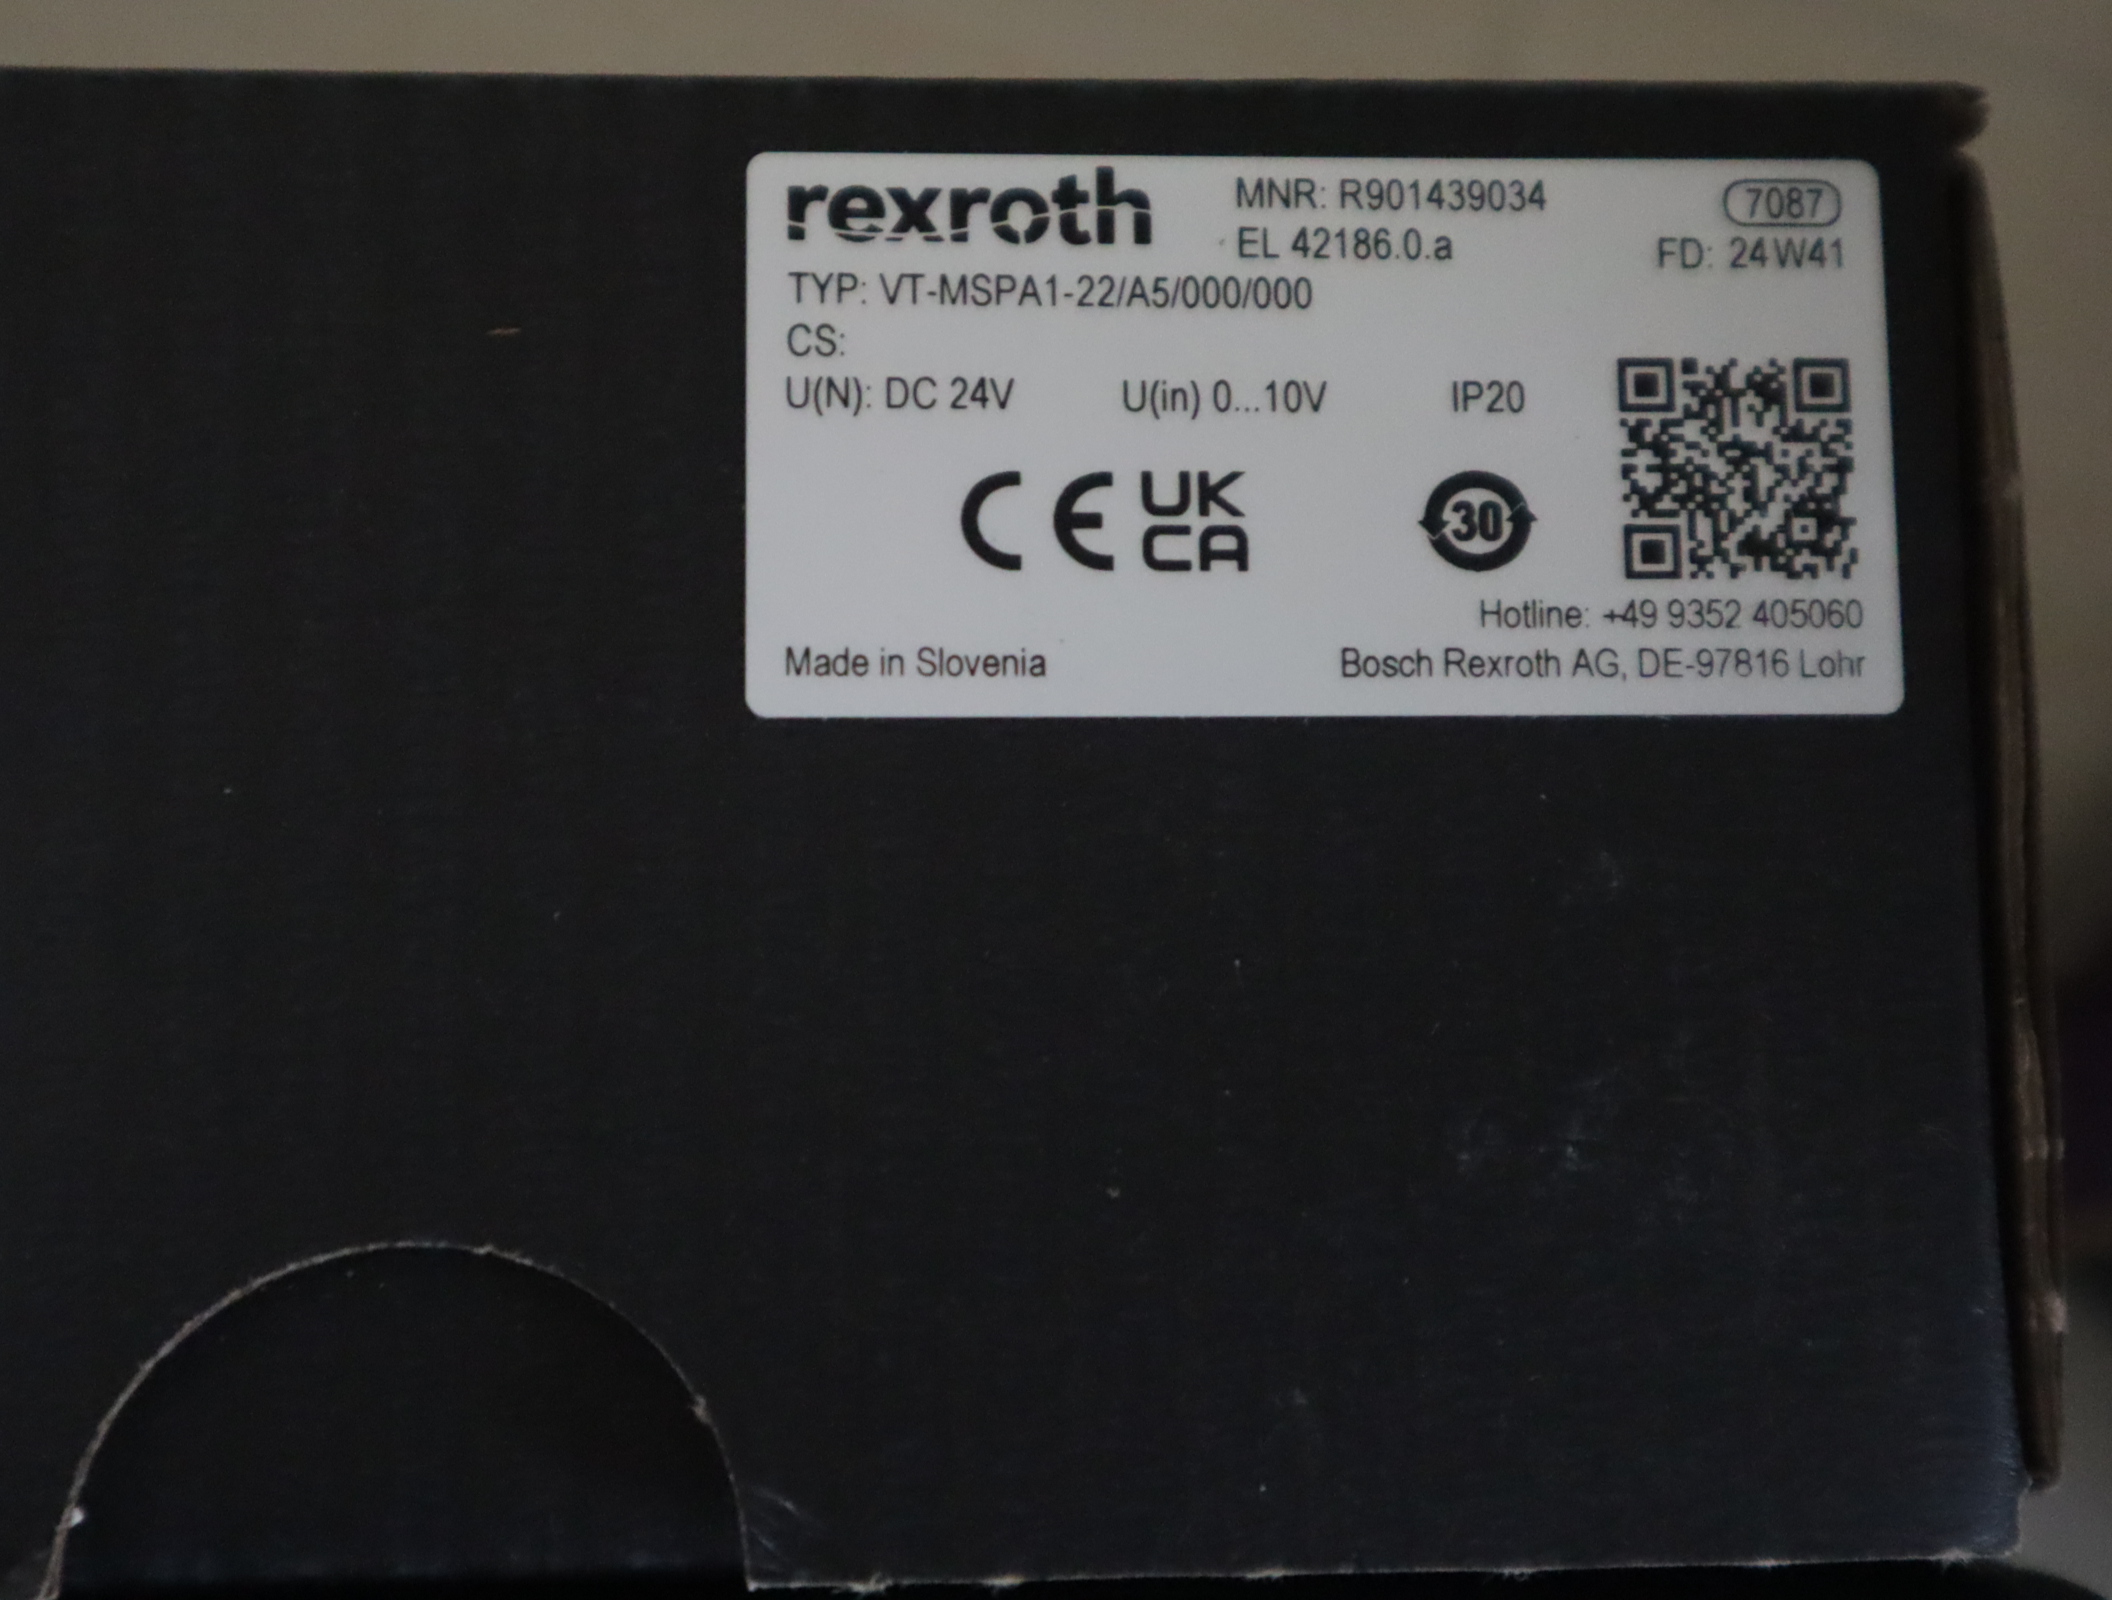 rexroth
MNR: R901439034
7087
EL 42186.0.a
FD: 24W41
TYP: VT-MSPA1-22/A5/000/000
CS:
U(N): DC 24V U(in) 0...10V IP20
CE UK CA
30
Hotline: +49 9352 405060
Made in Slovenia
Bosch Rexroth AG, DE-97816 Lohr